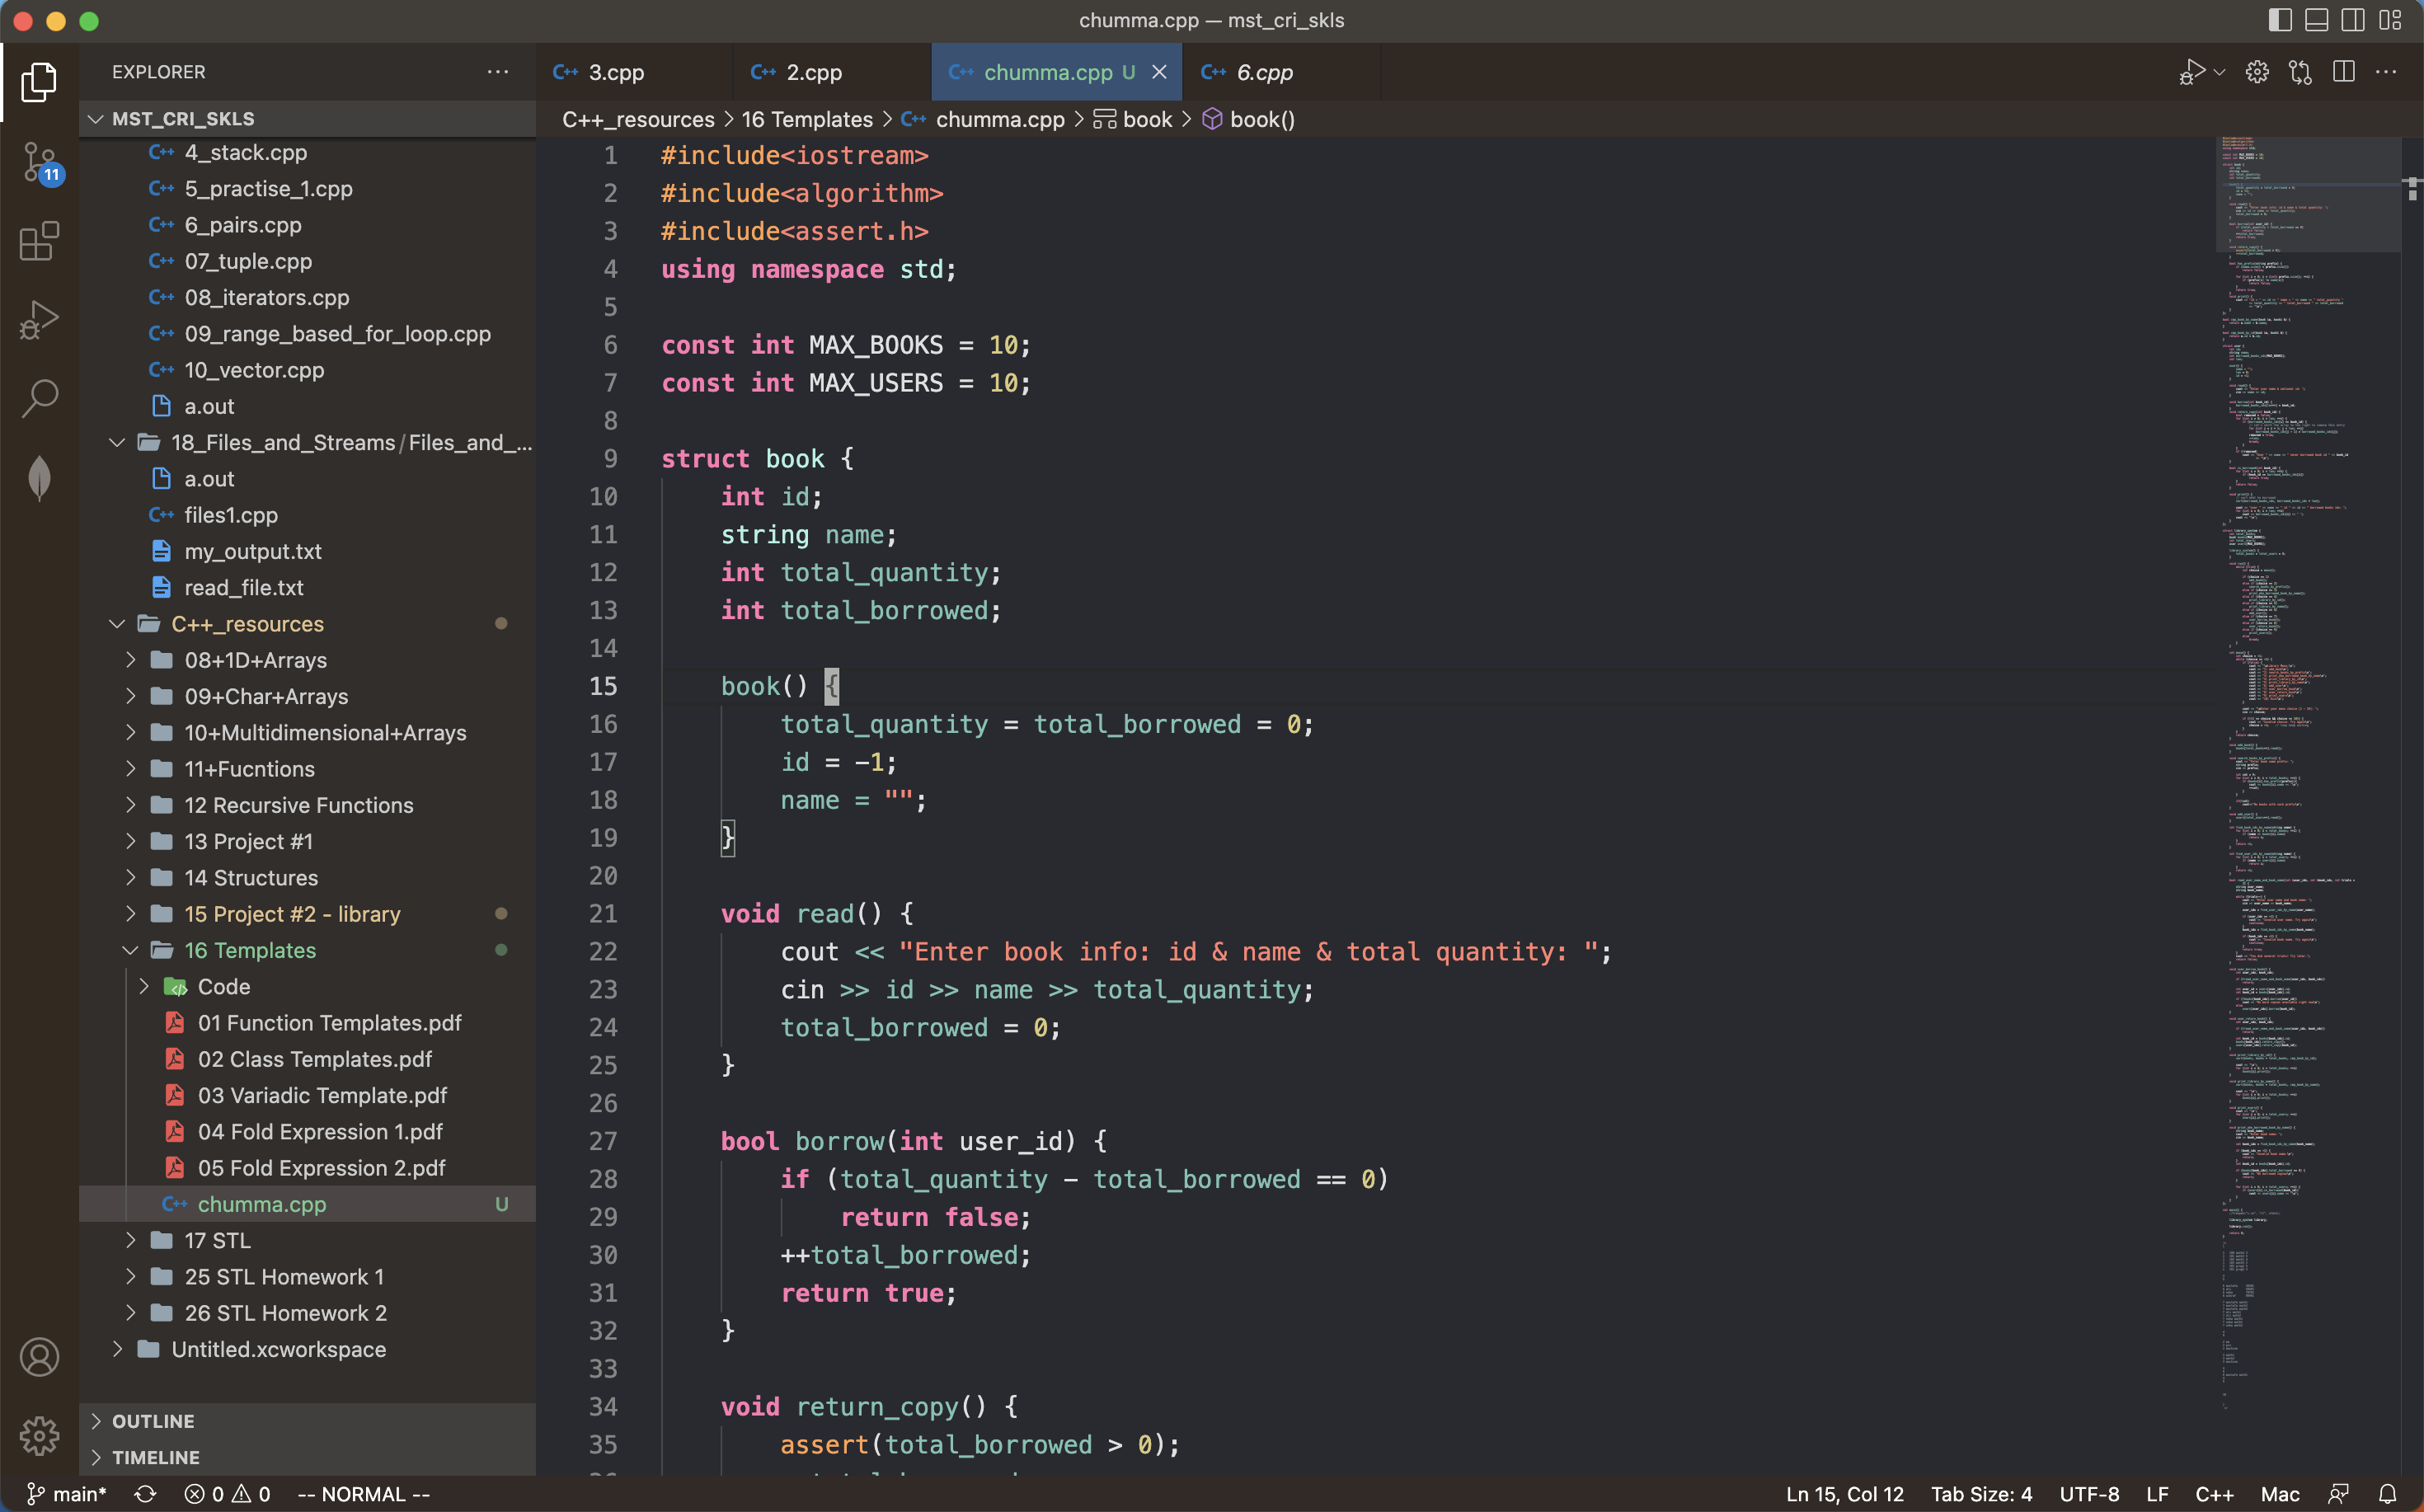 chumma.cpp — mst_cri_skls
EXPLORER
3.cpp
2.cpp
chumma.cpp U
6.cpp
MST_CRI_SKLS
C++_resources > 16 Templates > chumma.cpp > book > book()
4_stack.cpp
5_practise_1.cpp
6_pairs.cpp
07_tuple.cpp
08_iterators.cpp
09_range_based_for_loop.cpp
10_vector.cpp
a.out
18_Files_and_Streams/Files_and_...
a.out
files1.cpp
my_output.txt
read_file.txt
C++_resources
08+1D+Arrays
09+Char+Arrays
10+Multidimensional+Arrays
11+Fucntions
12 Recursive Functions
13 Project #1
14 Structures
15 Project #2 - library
16 Templates
Code
01 Function Templates.pdf
02 Class Templates.pdf
03 Variadic Template.pdf
04 Fold Expression 1.pdf
05 Fold Expression 2.pdf
chumma.cpp U
17 STL
25 STL Homework 1
26 STL Homework 2
Untitled.xcworkspace
OUTLINE
TIMELINE
11
1 #include<iostream>
2 #include<algorithm>
3 #include<assert.h>
4 using namespace std;
5
6 const int MAX_BOOKS = 10;
7 const int MAX_USERS = 10;
8
9 struct book {
10 int id;
11 string name;
12 int total_quantity;
13 int total_borrowed;
14
15 book() {
16 total_quantity = total_borrowed = 0;
17 id = -1;
18 name = "";
19 }
20
21 void read() {
22 cout << "Enter book info: id & name & total quantity: ";
23 cin >> id >> name >> total_quantity;
24 total_borrowed = 0;
25 }
26
27 bool borrow(int user_id) {
28 if (total_quantity - total_borrowed == 0)
29 return false;
30 ++total_borrowed;
31 return true;
32 }
33
34 void return_copy() {
35 assert(total_borrowed > 0);
main* 0 0 -- NORMAL --
Ln 15, Col 12 Tab Size: 4 UTF-8 LF C++ Mac